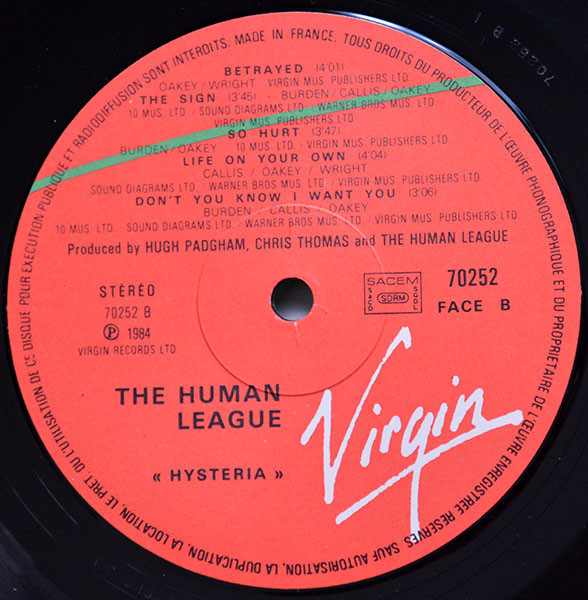 BETRAYED (4'01)
OAKEY / WRIGHT - VIRGIN MUS. PUBLISHERS LTD.
THE SIGN (3'46) - BURDEN / CALLIS / OAKEY
10 MUS. LTD / SOUND DIAGRAMS LTD / WARNER BROS MUS. LTD /
VIRGIN MUS. PUBLISHERS LTD.
SO HURT (3'47)
BURDEN / OAKEY - 10 MUS. LTD / VIRGIN MUS. PUBLISHERS LTD
LIFE ON YOUR OWN (4'04)
CALLIS / OAKEY / WRIGHT
SOUND DIAGRAMS LTD / WARNER BROS MUS. LTD / VIRGIN MUS. PUBLISHERS LTD.
DON'T YOU KNOW I WANT YOU (3'06)
BURDEN / CALLIS / OAKEY
10 MUS. LTD SOUND DIAGRAMS LTD / WARNER BROS MUS. LTD / VIRGIN MUS. PUBLISHERS LTD.
Produced by HUGH PADGHAM, CHRIS THOMAS and THE HUMAN LEAGUE
STÉRÉO
70252 B
Ⓟ 1984
VIRGIN RECORDS LTD
SACEM
SACD SDRM SGDL
70252
FACE B
THE HUMAN
LEAGUE
« HYSTERIA »
Virgin
MADE IN FRANCE. TOUS DROITS DU PRODUCTEUR DE L'ŒUVRE PHONOGRAPHIQUE ET DU PROPRIETAIRE DE L'ŒUVRE ENREGISTREE RESERVES SAUF AUTORISATION, LA DUPLICATION, LA LOCATION, LE PRET, OU L'UTILISATION DE CE DISQUE POUR EXECUTION PUBLIQUE ET RADIODIFFUSION SONT INTERDITS.
70252 B 1